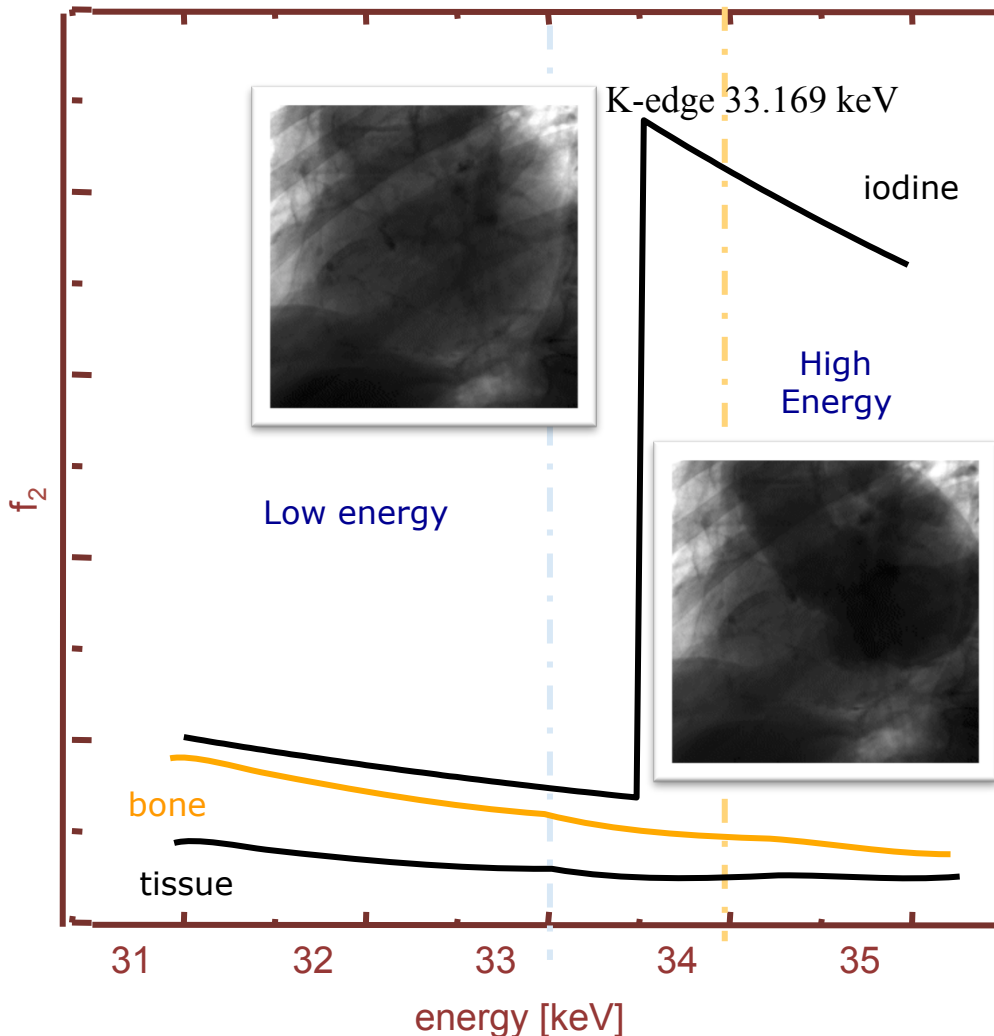 K-edge 33.169 keV
iodine
High
Energy
f₂
Low energy
bone
tissue
31 32 33 34 35
energy [keV]